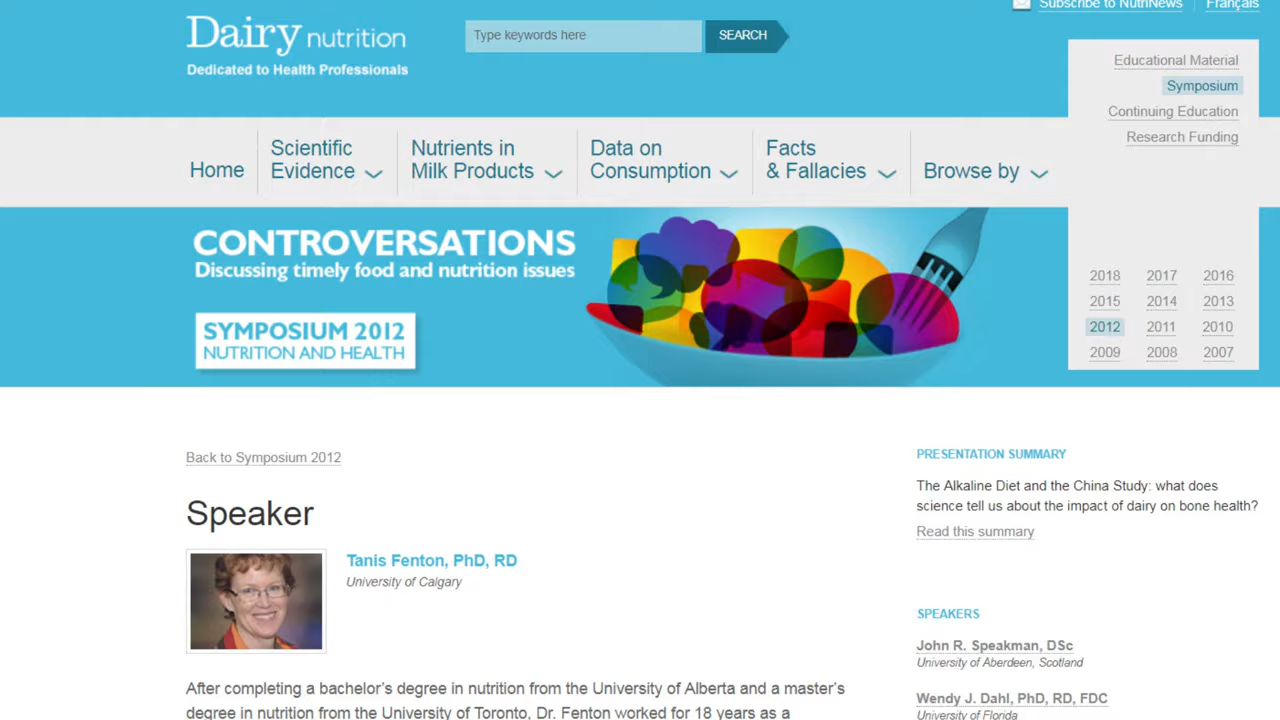 Subscribe to NutriNews
Français
Dairy nutrition
Dedicated to Health Professionals
Type keywords here
SEARCH
Educational Material
Symposium
Continuing Education
Research Funding
Home
Scientific
Evidence
Nutrients in
Milk Products
Data on
Consumption
Facts
& Fallacies
Browse by
CONTROVERSATIONS
Discussing timely food and nutrition issues
SYMPOSIUM 2012
NUTRITION AND HEALTH
2018 2017 2016
2015 2014 2013
2012 2011 2010
2009 2008 2007
Back to Symposium 2012
Speaker
Tanis Fenton, PhD, RD
University of Calgary
After completing a bachelor's degree in nutrition from the University of Alberta and a master's
degree in nutrition from the University of Toronto, Dr. Fenton worked for 18 years as a
PRESENTATION SUMMARY
The Alkaline Diet and the China Study: what does
science tell us about the impact of dairy on bone health?
Read this summary
SPEAKERS
John R. Speakman, DSc
University of Aberdeen, Scotland
Wendy J. Dahl, PhD, RD, FDC
University of Florida